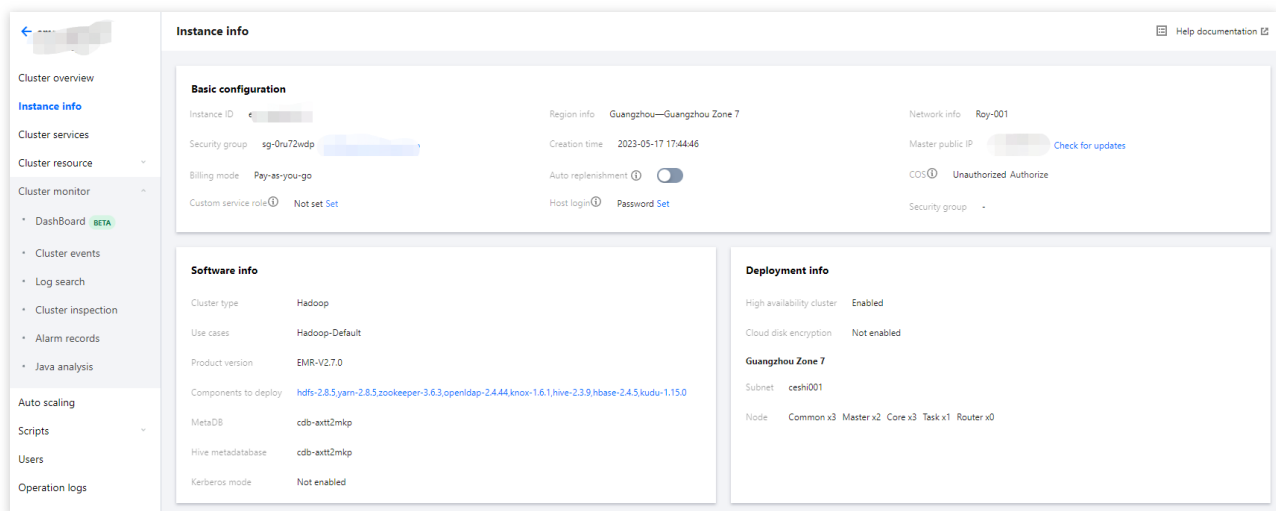 Instance info
Help documentation
Cluster overview
Instance info
Cluster services
Cluster resource
Cluster monitor
DashBoard BETA
Cluster events
Log search
Cluster inspection
Alarm records
Java analysis
Auto scaling
Scripts
Users
Operation logs
Basic configuration
Instance ID
Region info Guangzhou—Guangzhou Zone 7
Network info Roy-001
Security group sg-0ru72wdp
Creation time 2023-05-17 17:44:46
Master public IP Check for updates
Billing mode Pay-as-you-go
Auto replenishment
COS Unauthorized Authorize
Custom service role Not set Set
Host login Password Set
Security group -
Software info
Cluster type Hadoop
Use cases Hadoop-Default
Product version EMR-V2.7.0
Components to deploy hdfs-2.8.5,yarn-2.8.5,zookeeper-3.6.3,openldap-2.4.44,knox-1.6.1,hive-2.3.9,hbase-2.4.5,kudu-1.15.0
MetaDB cdb-axtt2mkp
Hive metadatabase cdb-axtt2mkp
Kerberos mode Not enabled
Deployment info
High availability cluster Enabled
Cloud disk encryption Not enabled
Guangzhou Zone 7
Subnet ceshi001
Node Common x3 Master x2 Core x3 Task x1 Router x0